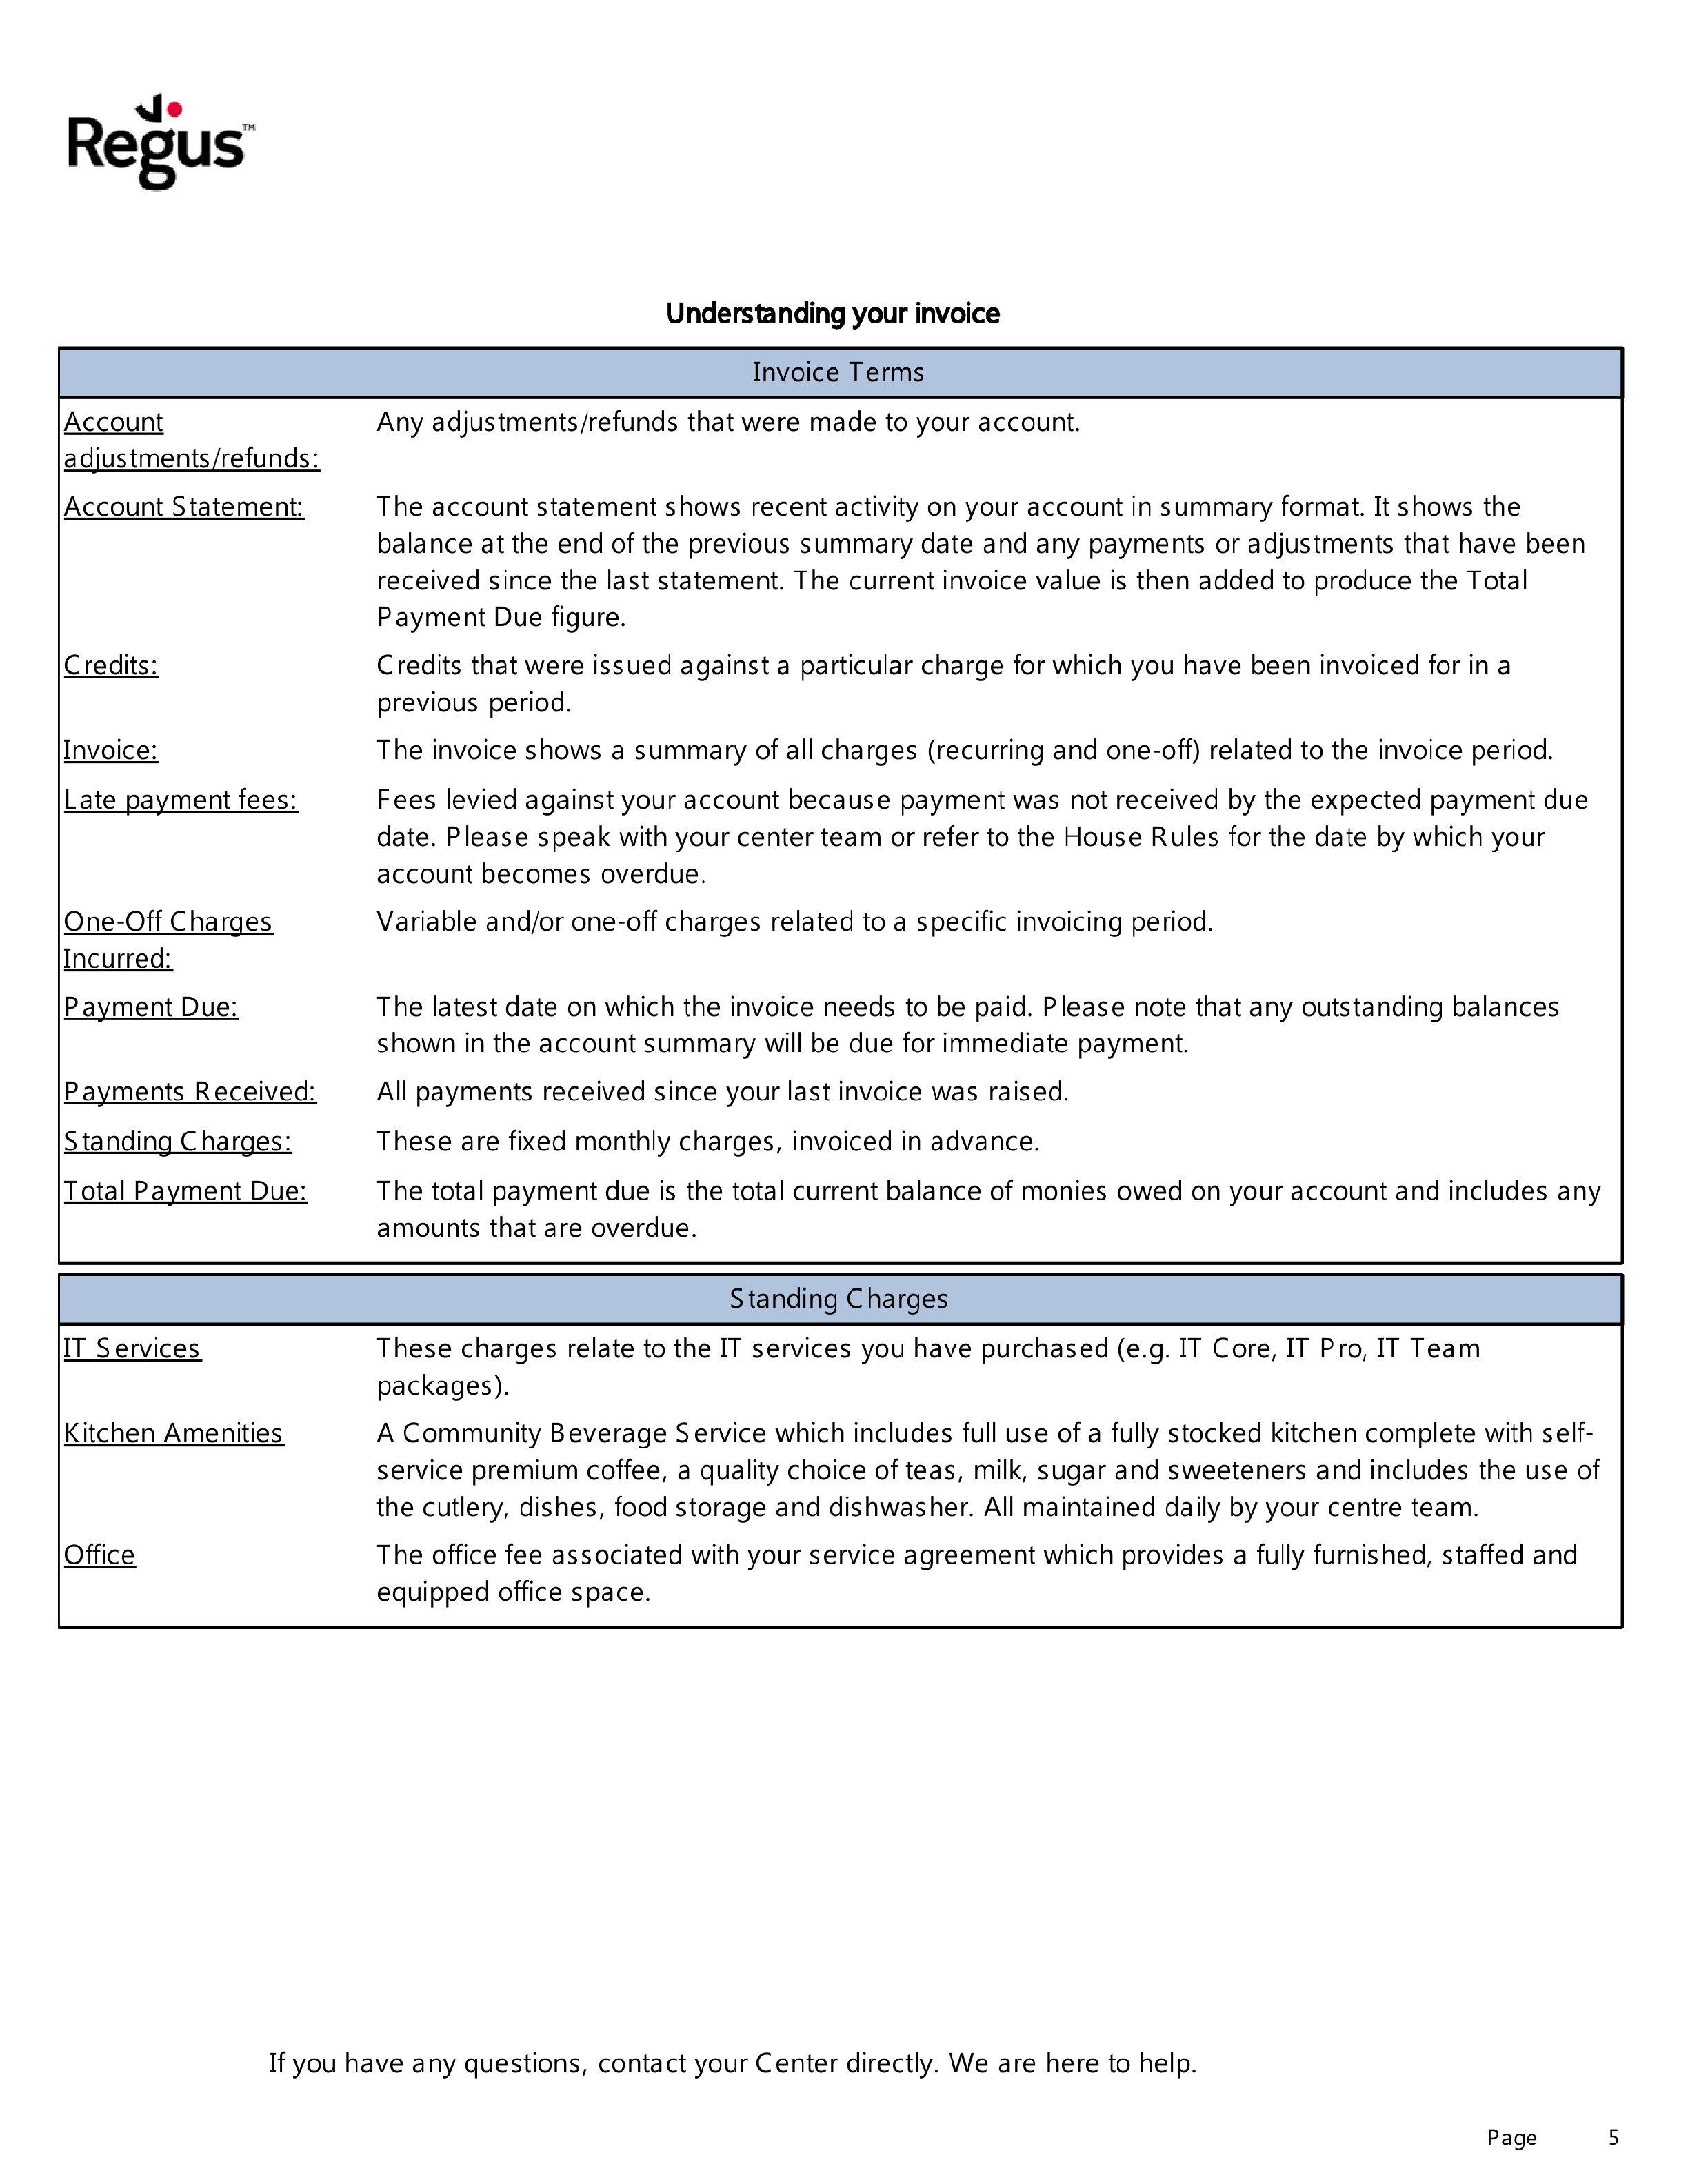 Regus™
Understanding your invoice
Invoice Terms
Account Any adjustments/refunds that were made to your account.
adjustments/refunds:
Account Statement: The account statement shows recent activity on your account in summary format. It shows the
balance at the end of the previous summary date and any payments or adjustments that have been
received since the last statement. The current invoice value is then added to produce the Total
Payment Due figure.
Credits: Credits that were issued against a particular charge for which you have been invoiced for in a
previous period.
Invoice: The invoice shows a summary of all charges (recurring and one-off) related to the invoice period.
Late payment fees: Fees levied against your account because payment was not received by the expected payment due
date. Please speak with your center team or refer to the House Rules for the date by which your
account becomes overdue.
One-Off Charges Variable and/or one-off charges related to a specific invoicing period.
Incurred:
Payment Due: The latest date on which the invoice needs to be paid. Please note that any outstanding balances
shown in the account summary will be due for immediate payment.
Payments Received: All payments received since your last invoice was raised.
Standing Charges: These are fixed monthly charges, invoiced in advance.
Total Payment Due: The total payment due is the total current balance of monies owed on your account and includes any
amounts that are overdue.
Standing Charges
IT Services These charges relate to the IT services you have purchased (e.g. IT Core, IT Pro, IT Team
packages).
Kitchen Amenities A Community Beverage Service which includes full use of a fully stocked kitchen complete with self-
service premium coffee, a quality choice of teas, milk, sugar and sweeteners and includes the use of
the cutlery, dishes, food storage and dishwasher. All maintained daily by your centre team.
Office The office fee associated with your service agreement which provides a fully furnished, staffed and
equipped office space.
If you have any questions, contact your Center directly. We are here to help.
Page 5